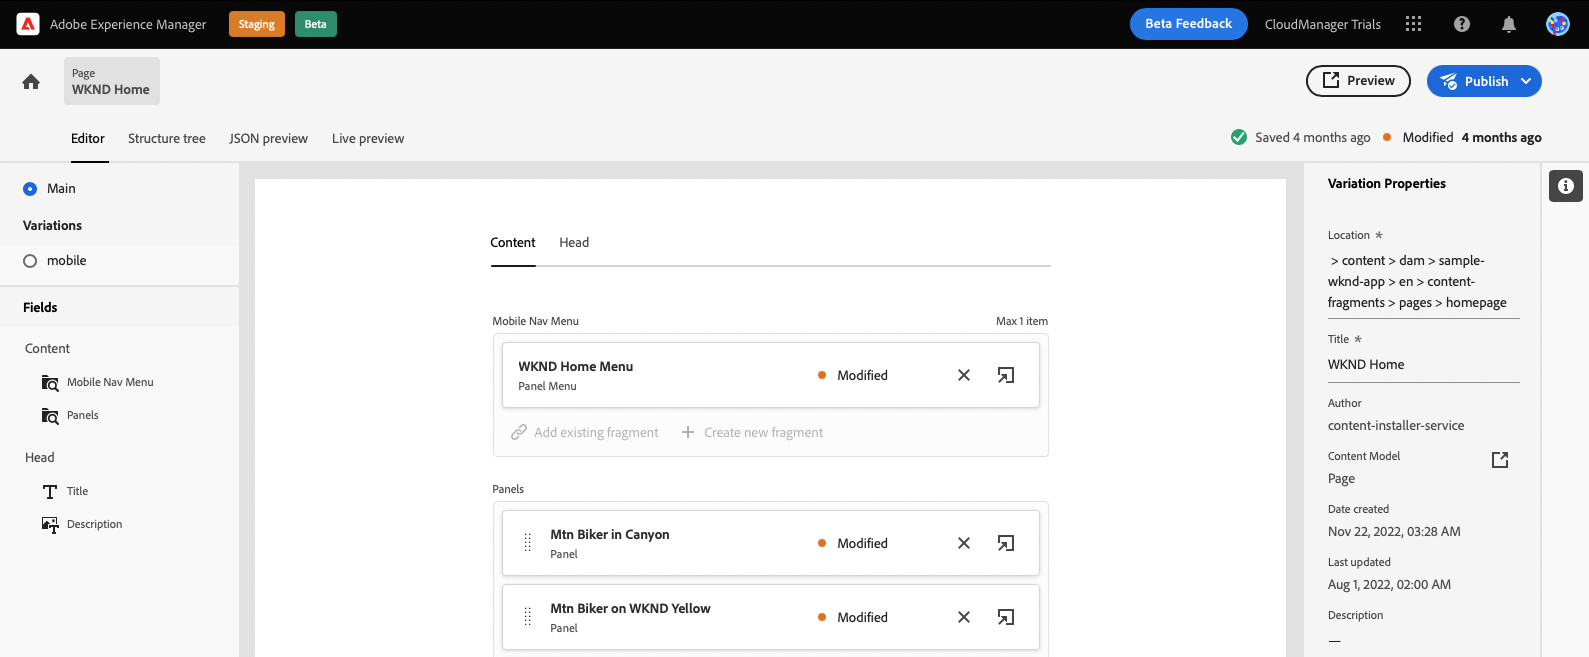 Adobe Experience Manager
Staging
Beta
Beta Feedback
CloudManager Trials
Page
WKND Home
Preview
Publish
Editor
Structure tree
JSON preview
Live preview
Saved 4 months ago
Modified 4 months ago
Main
Variations
mobile
Fields
Content
Mobile Nav Menu
Panels
Head
Title
Description
Content
Head
Mobile Nav Menu
Max 1 item
WKND Home Menu
Panel Menu
Modified
Add existing fragment
Create new fragment
Panels
Mtn Biker in Canyon
Panel
Modified
Mtn Biker on WKND Yellow
Panel
Modified
Variation Properties
Location *
> content > dam > sample-
wknd-app > en > content-
fragments > pages > homepage
Title *
WKND Home
Author
content-installer-service
Content Model
Page
Date created
Nov 22, 2022, 03:28 AM
Last updated
Aug 1, 2022, 02:00 AM
Description
—